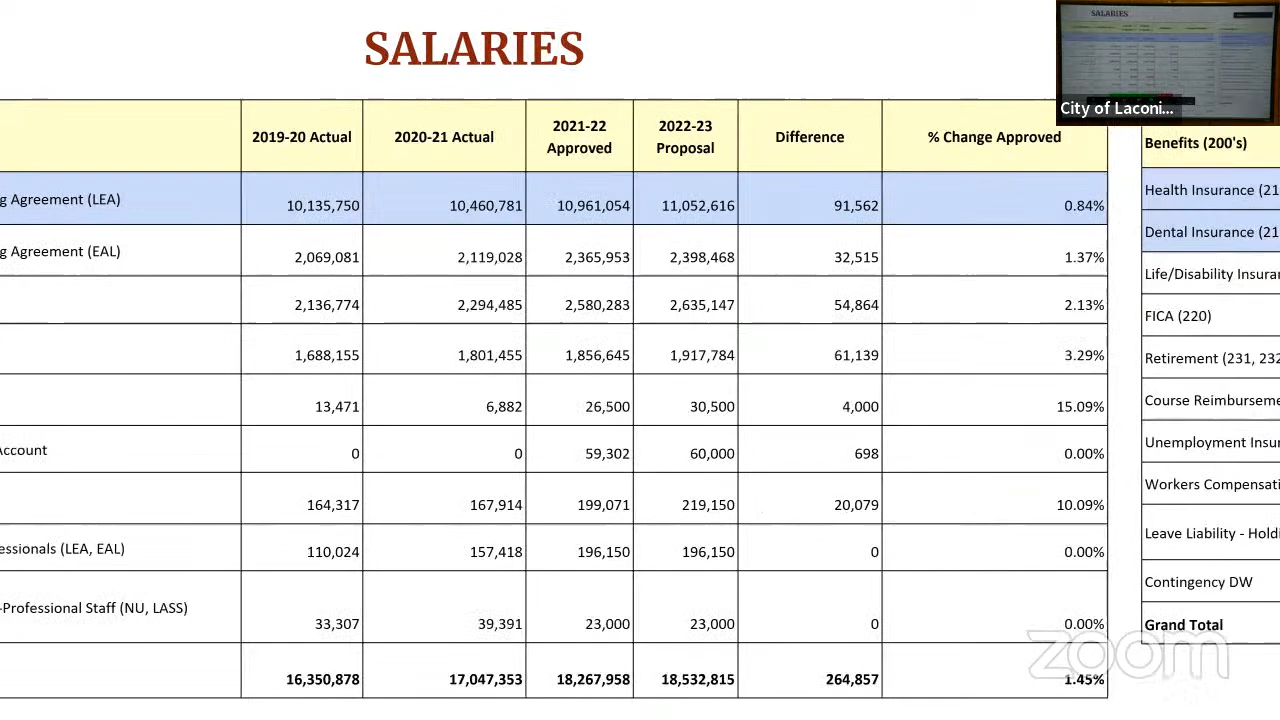 SALARIES
City of Laconi...
2019-20 Actual 2020-21 Actual 2021-22 Approved 2022-23 Proposal Difference % Change Approved
g Agreement (LEA) 10,135,750 10,460,781 10,961,054 11,052,616 91,562 0.84%
g Agreement (EAL) 2,069,081 2,119,028 2,365,953 2,398,468 32,515 1.37%
2,136,774 2,294,485 2,580,283 2,635,147 54,864 2.13%
1,688,155 1,801,455 1,856,645 1,917,784 61,139 3.29%
13,471 6,882 26,500 30,500 4,000 15.09%
Account 0 0 59,302 60,000 698 0.00%
164,317 167,914 199,071 219,150 20,079 10.09%
essionals (LEA, EAL) 110,024 157,418 196,150 196,150 0 0.00%
-Professional Staff (NU, LASS) 33,307 39,391 23,000 23,000 0 0.00%
16,350,878 17,047,353 18,267,958 18,532,815 264,857 1.45%
Benefits (200's)
Health Insurance (21
Dental Insurance (21
Life/Disability Insuran
FICA (220)
Retirement (231, 232
Course Reimburseme
Unemployment Insur
Workers Compensati
Leave Liability - Holdi
Contingency DW
Grand Total
zoom